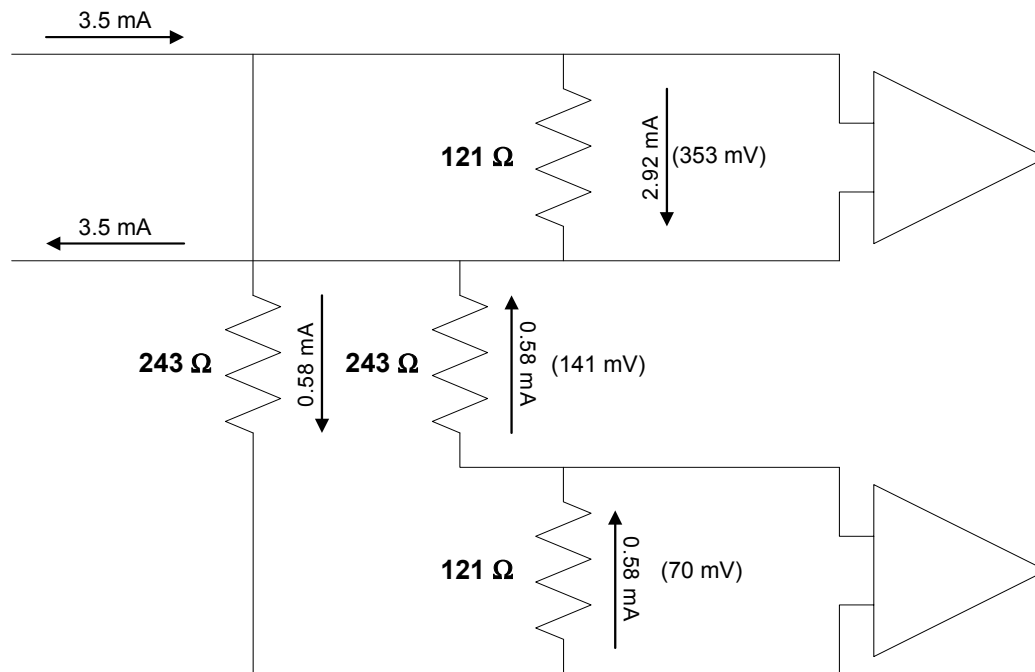 3.5 mA
121 Ω
2.92 mA
(353 mV)
3.5 mA
243 Ω
0.58 mA
243 Ω
0.58 mA
(141 mV)
121 Ω
0.58 mA
(70 mV)